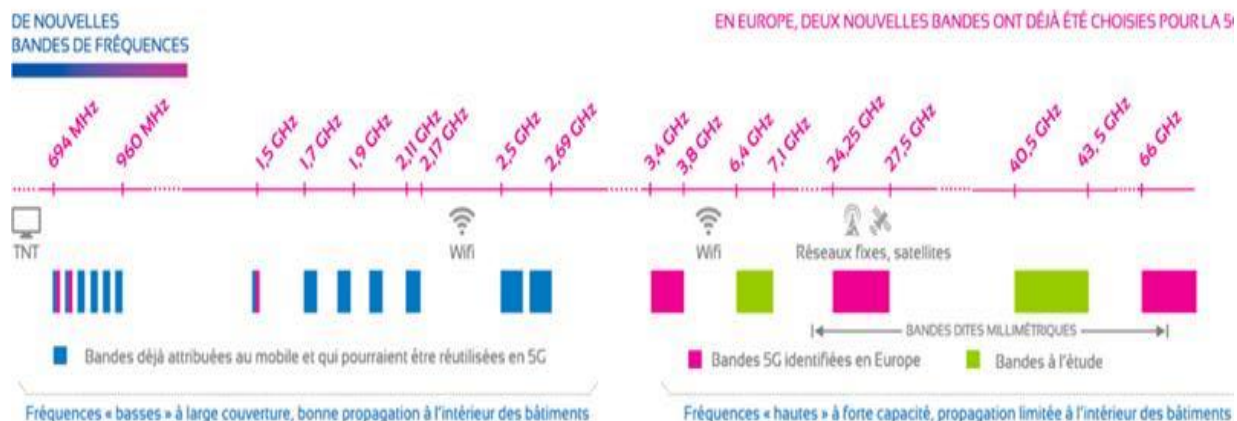 DE NOUVELLES
BANDES DE FRÉQUENCES
EN EUROPE, DEUX NOUVELLES BANDES ONT DÉJÀ ÉTÉ CHOISIES POUR LA 5G
694 MHz
960 MHz
1,5 GHz
1,7 GHz
1,9 GHz
2,11 GHz
2,17 GHz
2,5 GHz
2,69 GHz
3,4 GHz
3,8 GHz
6,4 GHz
7,1 GHz
24,25 GHz
27,5 GHz
40,5 GHz
43,5 GHz
66 GHz
TNT
Wifi
Wifi
Réseaux fixes, satellites
BANDES DITES MILLIMÉTRIQUES
Bandes déjà attribuées au mobile et qui pourraient être réutilisées en 5G
Bandes 5G identifiées en Europe
Bandes à l'étude
Fréquences « basses » à large couverture, bonne propagation à l'intérieur des bâtiments
Fréquences « hautes » à forte capacité, propagation limitée à l'intérieur des bâtiments